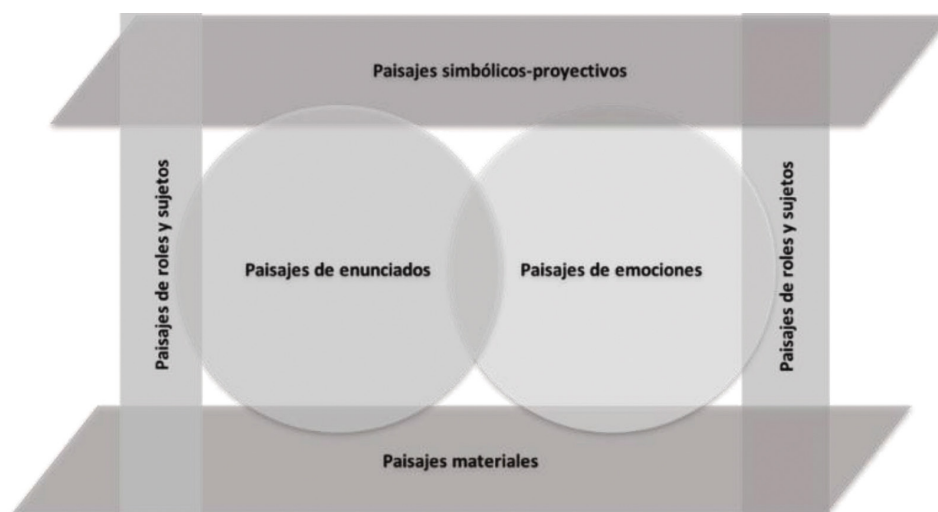 Paisajes simbólicos-proyectivos
Paisajes de roles y sujetos
Paisajes de enunciados
Paisajes de emociones
Paisajes de roles y sujetos
Paisajes materiales